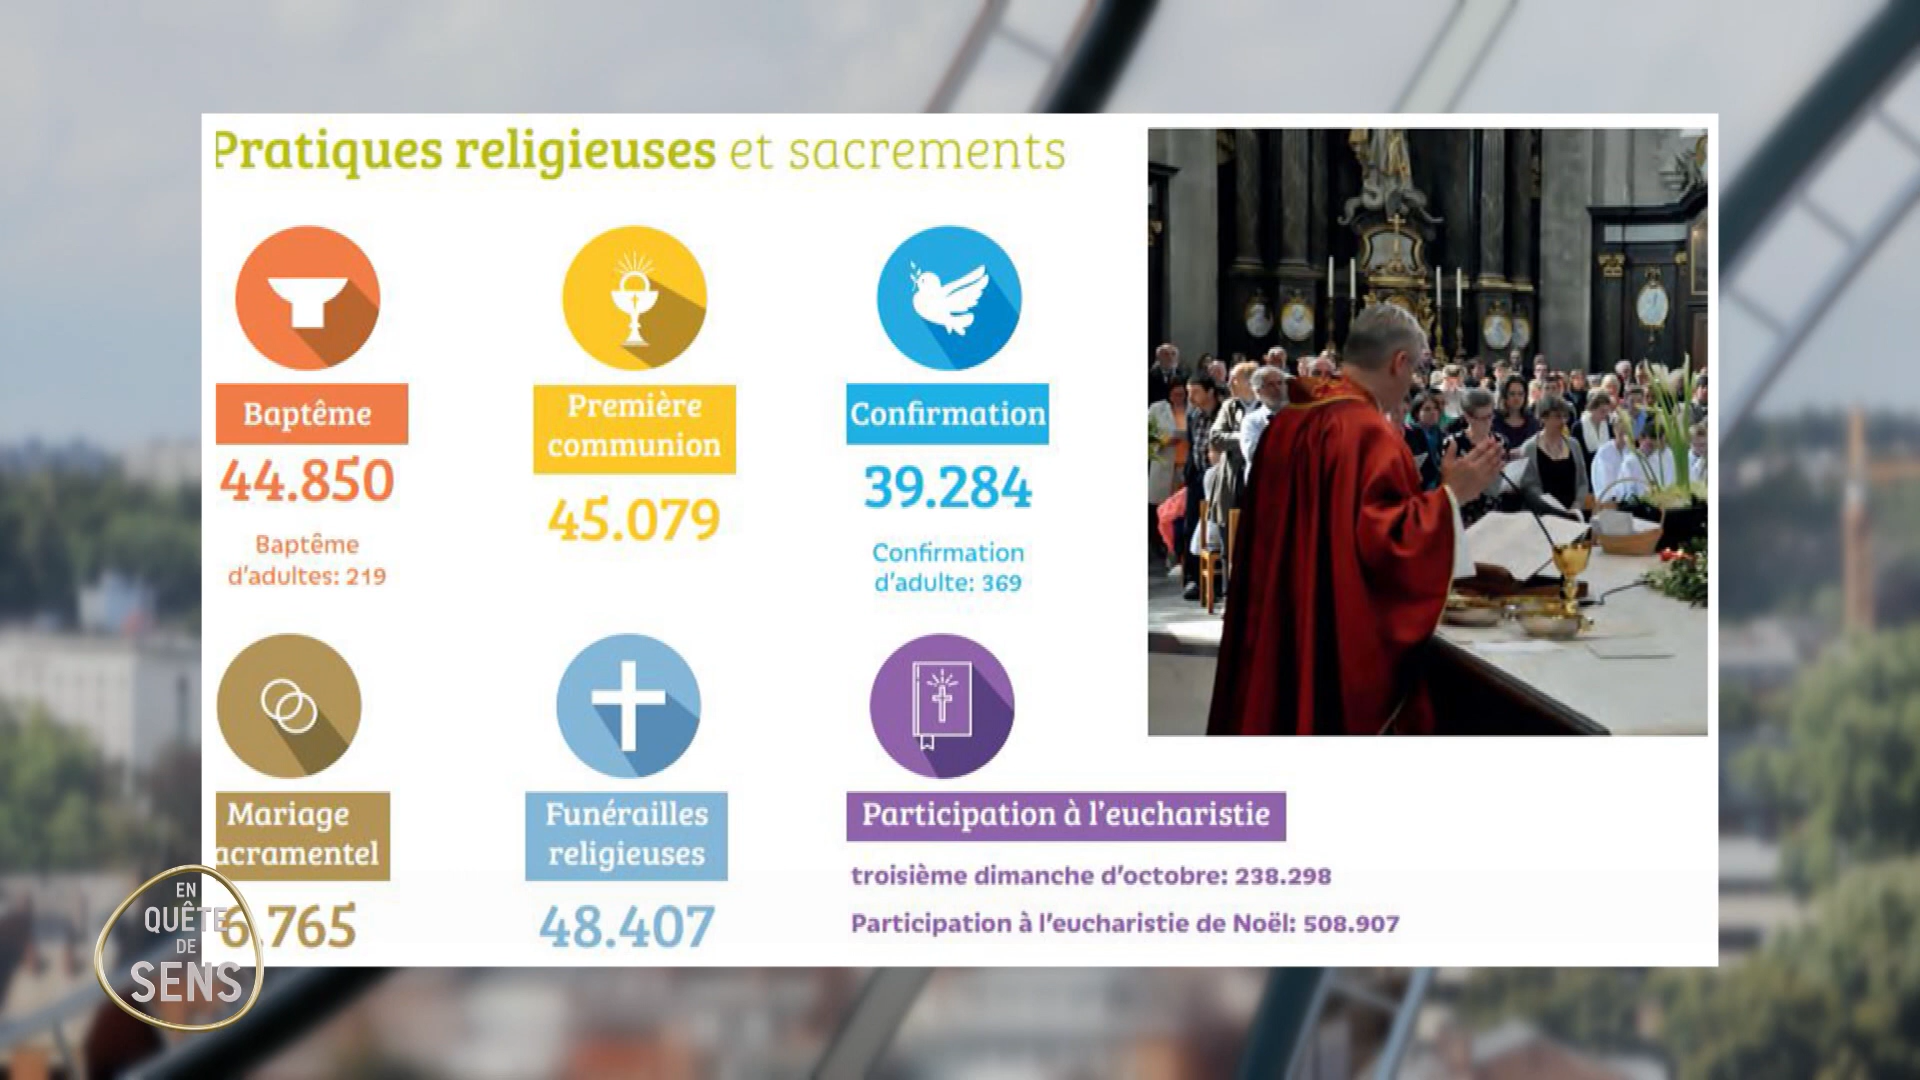 Pratiques religieuses et sacrements
Baptême
44.850
Baptême
d'adultes: 219
Première
communion
45.079
Confirmation
39.284
Confirmation
d'adulte: 369
Mariage
acramentel
6.765
Funérailles
religieuses
48.407
Participation à l'eucharistie
troisième dimanche d'octobre: 238.298
Participation à l'eucharistie de Noël: 508.907
EN
QUÊTE
DE
SENS